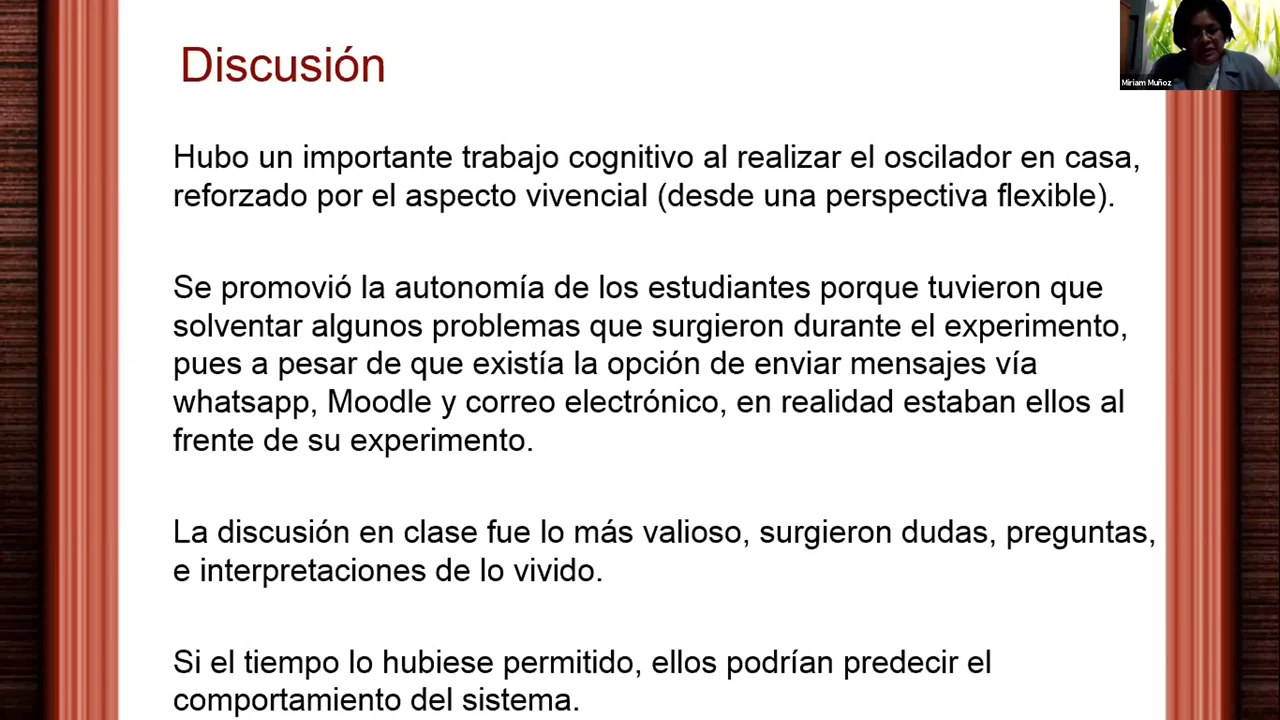 Discusión
Miriam Muñoz
Hubo un importante trabajo cognitivo al realizar el oscilador en casa,
reforzado por el aspecto vivencial (desde una perspectiva flexible).
Se promovió la autonomía de los estudiantes porque tuvieron que
solventar algunos problemas que surgieron durante el experimento,
pues a pesar de que existía la opción de enviar mensajes vía
whatsapp, Moodle y correo electrónico, en realidad estaban ellos al
frente de su experimento.
La discusión en clase fue lo más valioso, surgieron dudas, preguntas,
e interpretaciones de lo vivido.
Si el tiempo lo hubiese permitido, ellos podrían predecir el
comportamiento del sistema.